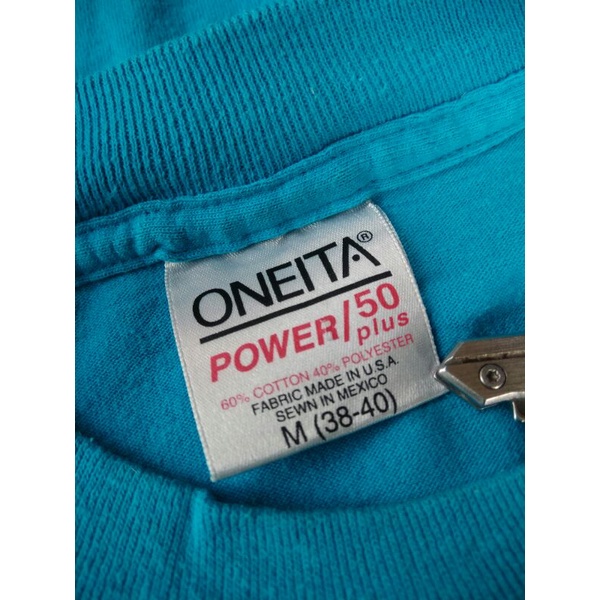 ONEITA®
POWER/50
plus
60% COTTON 40% POLYESTER
FABRIC MADE IN U.S.A.
SEWN IN MEXICO
M (38-40)